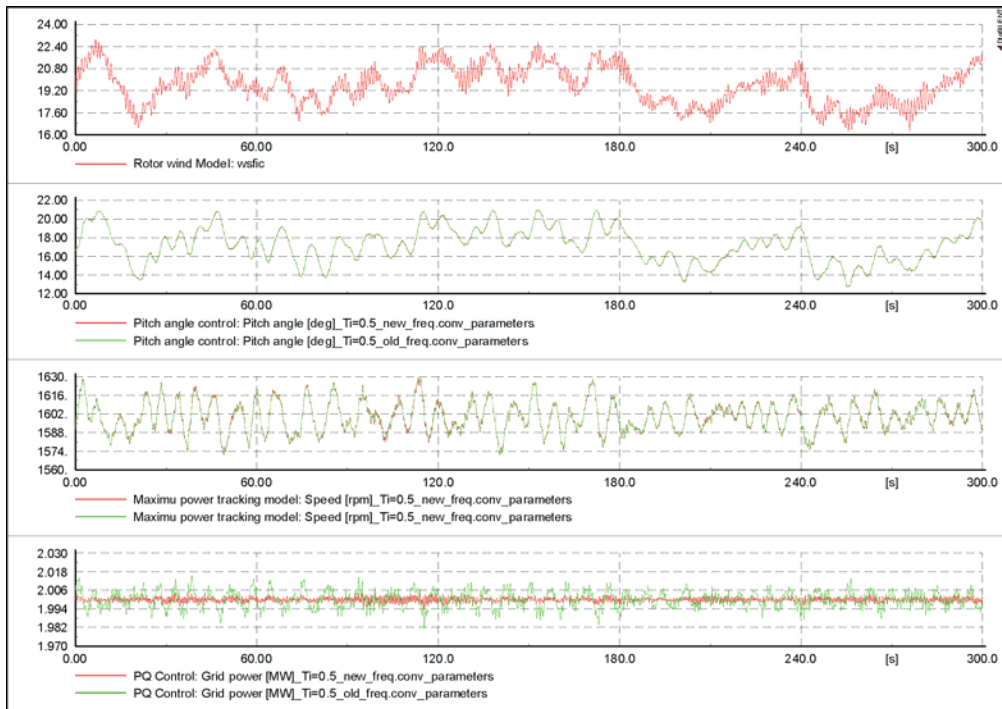 DIgSILENT
24.00
22.40
20.80
19.20
17.60
16.00
0.00 60.00 120.0 180.0 240.0 [s] 300.0
Rotor wind Model: wsfic
22.00
20.00
18.00
16.00
14.00
12.00
0.00 60.00 120.0 180.0 240.0 [s] 300.0
Pitch angle control: Pitch angle [deg]_Ti=0.5_new_freq.conv_parameters
Pitch angle control: Pitch angle [deg]_Ti=0.5_old_freq.conv_parameters
1630.
1616.
1602.
1588.
1574.
1560.
0.00 60.00 120.0 180.0 240.0 [s] 300.0
Maximu power tracking model: Speed [rpm]_Ti=0.5_new_freq.conv_parameters
Maximu power tracking model: Speed [rpm]_Ti=0.5_new_freq.conv_parameters
2.030
2.018
2.006
1.994
1.982
1.970
0.00 60.00 120.0 180.0 240.0 [s] 300.0
PQ Control: Grid power [MW]_Ti=0.5_new_freq.conv_parameters
PQ Control: Grid power [MW]_Ti=0.5_old_freq.conv_parameters